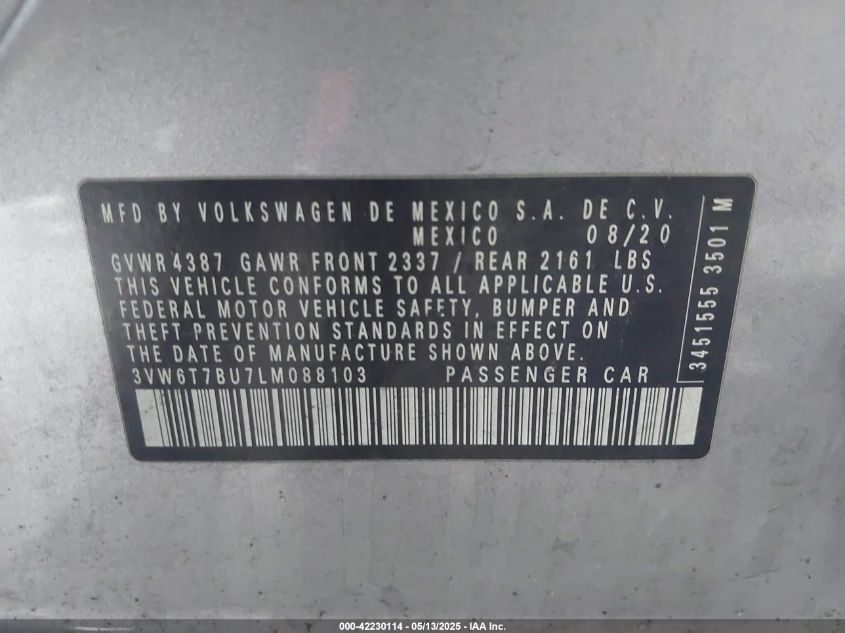 MFD BY VOLKSWAGEN DE MEXICO S.A. DE C.V.
MEXICO 08/20
GVWR 4387 GAWR FRONT 2337 / REAR 2161 LBS
THIS VEHICLE CONFORMS TO ALL APPLICABLE U.S.
FEDERAL MOTOR VEHICLE SAFETY, BUMPER AND
THEFT PREVENTION STANDARDS IN EFFECT ON
THE DATE OF MANUFACTURE SHOWN ABOVE.
3VW6T7BU7LM088103 PASSENGER CAR
3451555 3501 M
000-42230114 - 05/13/2025 - IAA Inc.